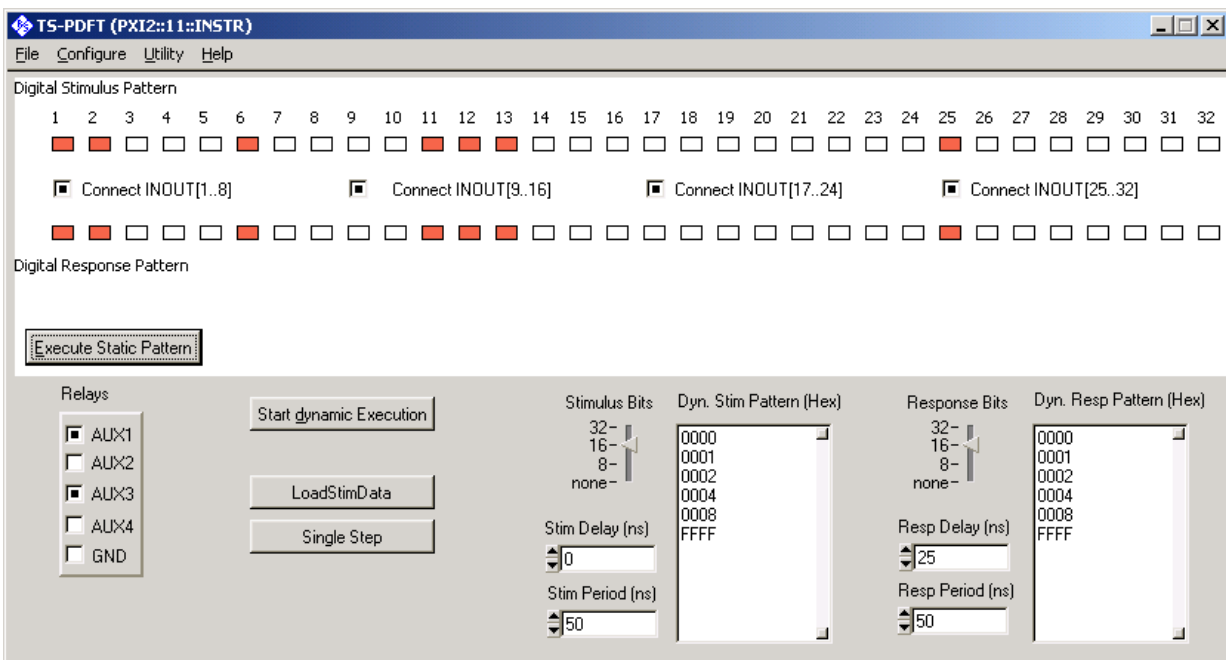 TS-PDFT (PXI2::11::INSTR)
File Configure Utility Help
Digital Stimulus Pattern
1 2 3 4 5 6 7 8 9 10 11 12 13 14 15 16 17 18 19 20 21 22 23 24 25 26 27 28 29 30 31 32
Connect INOUT[1..8] Connect INOUT[9..16] Connect INOUT[17..24] Connect INOUT[25..32]
Digital Response Pattern
Execute Static Pattern
Relays
AUX1
AUX2
AUX3
AUX4
GND
Start dynamic Execution
LoadStimData
Single Step
Stimulus Bits
32
16
8
none
Stim Delay (ns)
0
Stim Period (ns)
50
Dyn. Stim Pattern (Hex)
0000
0001
0002
0004
0008
FFFF
Response Bits
32
16
8
none
Resp Delay (ns)
25
Resp Period (ns)
50
Dyn. Resp Pattern (Hex)
0000
0001
0002
0004
0008
FFFF